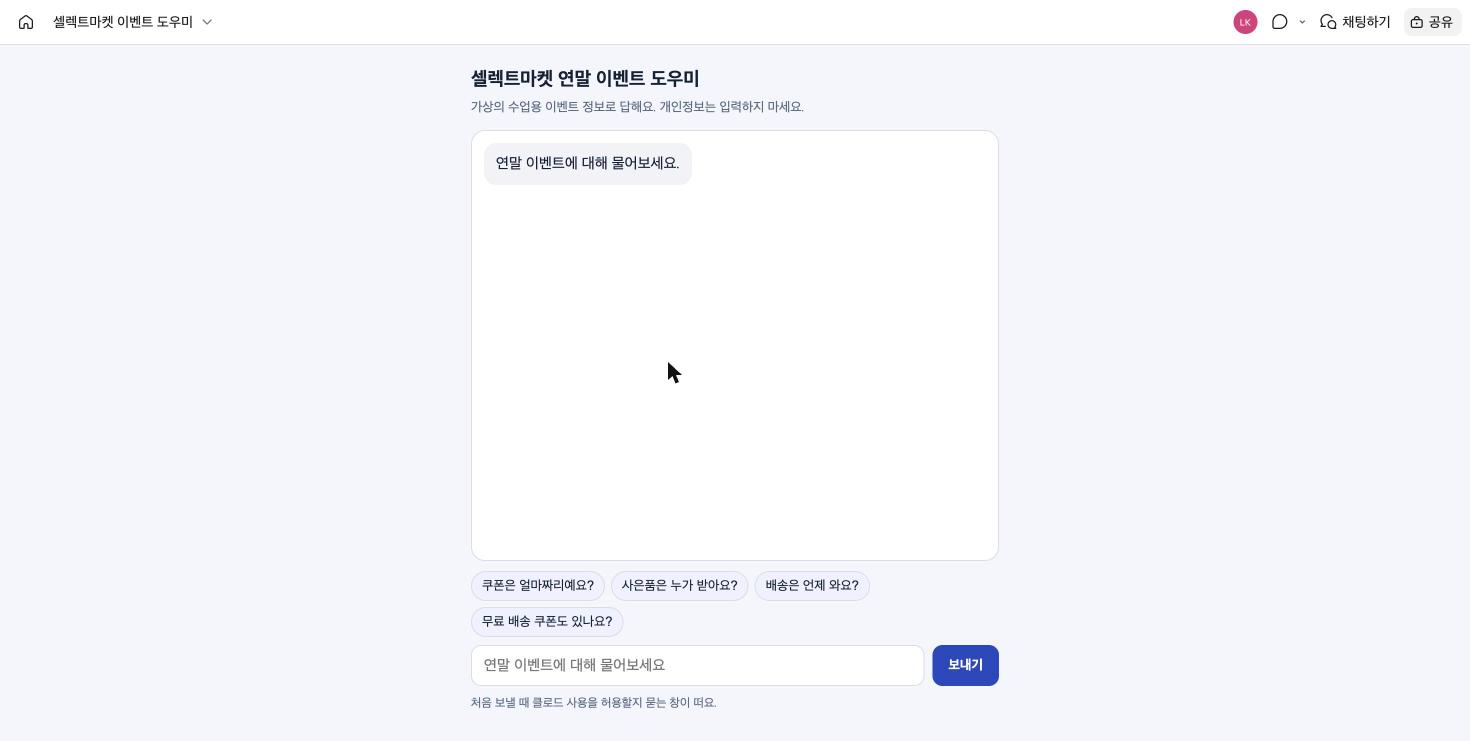 셀렉트마켓 이벤트 도우미
LK
채팅하기
공유
셀렉트마켓 연말 이벤트 도우미
가상의 수업용 이벤트 정보로 답해요. 개인정보는 입력하지 마세요.
연말 이벤트에 대해 물어보세요.
쿠폰은 얼마짜리예요?
사은품은 누가 받아요?
배송은 언제 와요?
무료 배송 쿠폰도 있나요?
연말 이벤트에 대해 물어보세요
보내기
처음 보낼 때 클로드 사용을 허용할지 묻는 창이 떠요.